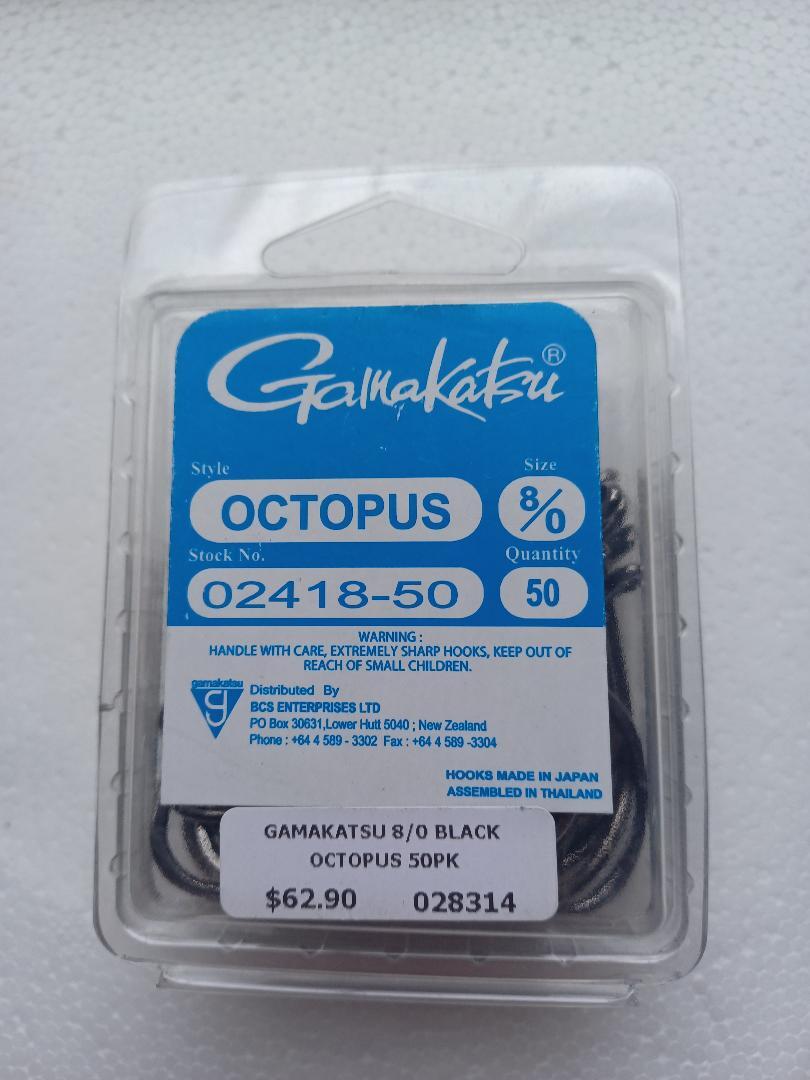 Gamakatsu®
Style
Size
OCTOPUS
8/0
Stock No.
Quantity
02418-50
50
WARNING :
HANDLE WITH CARE, EXTREMELY SHARP HOOKS, KEEP OUT OF
REACH OF SMALL CHILDREN.
gamakatsu
g
Distributed By
BCS ENTERPRISES LTD
PO Box 30631,Lower Hutt 5040 ; New Zealand
Phone : +64 4 589 - 3302 Fax : +64 4 589 -3304
HOOKS MADE IN JAPAN
ASSEMBLED IN THAILAND
GAMAKATSU 8/0 BLACK
OCTOPUS 50PK
$62.90 028314